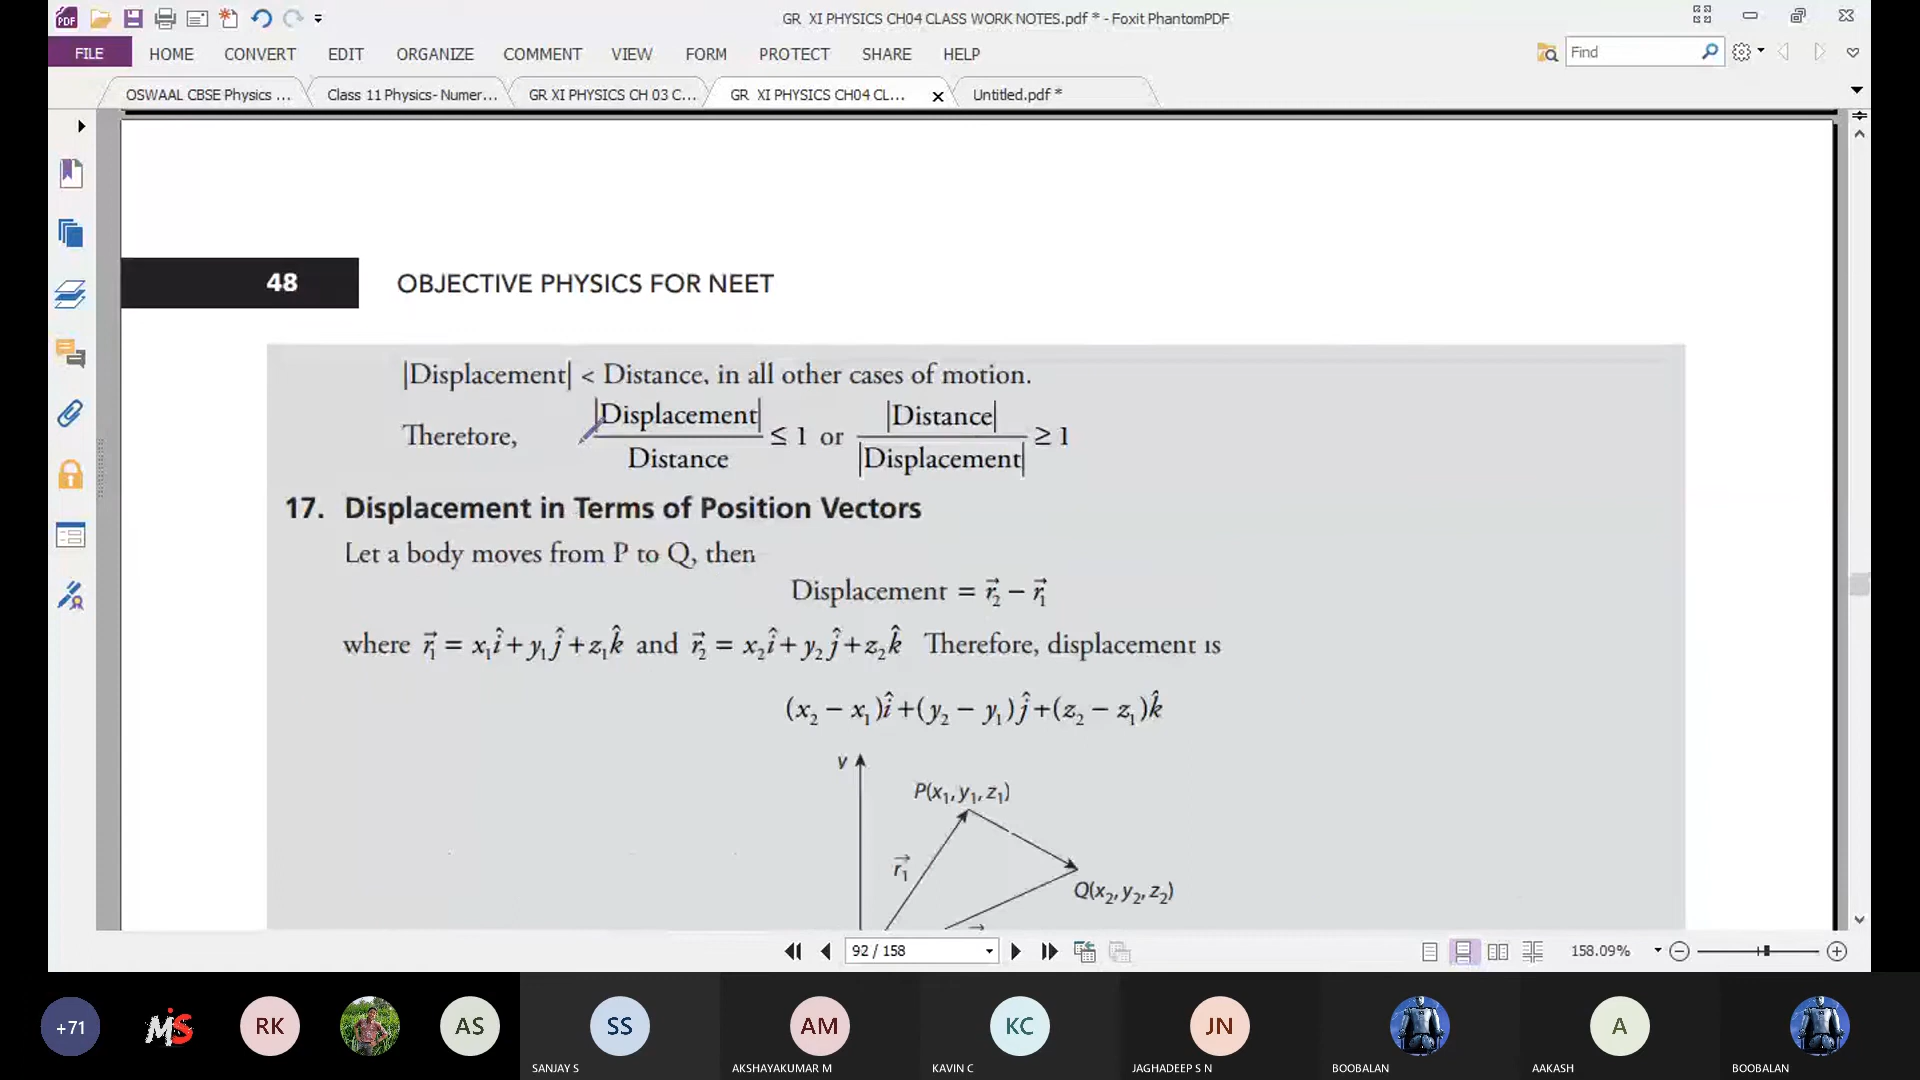 GR  XI PHYSICS CH04 CLASS WORK NOTES.pdf * - Foxit PhantomPDF
FILE HOME CONVERT EDIT ORGANIZE COMMENT VIEW FORM PROTECT SHARE HELP Find
OSWAAL CBSE Physics ... Class 11 Physics- Numer... GR XI PHYSICS CH 03 C... GR  XI PHYSICS CH04 CL... Untitled.pdf *
48 OBJECTIVE PHYSICS FOR NEET
|Displacement| < Distance, in all other cases of motion.
Therefore, |Displacement| / Distance ≤ 1 or |Distance| / |Displacement| ≥ 1
17. Displacement in Terms of Position Vectors
Let a body moves from P to Q, then
Displacement = r⃗₂ − r⃗₁
where r⃗₁ = x₁î + y₁ĵ + z₁k̂ and r⃗₂ = x₂î + y₂ĵ + z₂k̂ Therefore, displacement is
(x₂ − x₁)î + (y₂ − y₁)ĵ + (z₂ − z₁)k̂
y
P(x₁, y₁, z₁)
r⃗₁
Q(x₂, y₂, z₂)
92 / 158 158.09%
+71 MS RK AS SS AM KC JN A
SANJAY S AKSHAYAKUMAR M KAVIN C JAGHADEEP S N BOOBALAN AAKASH BOOBALAN